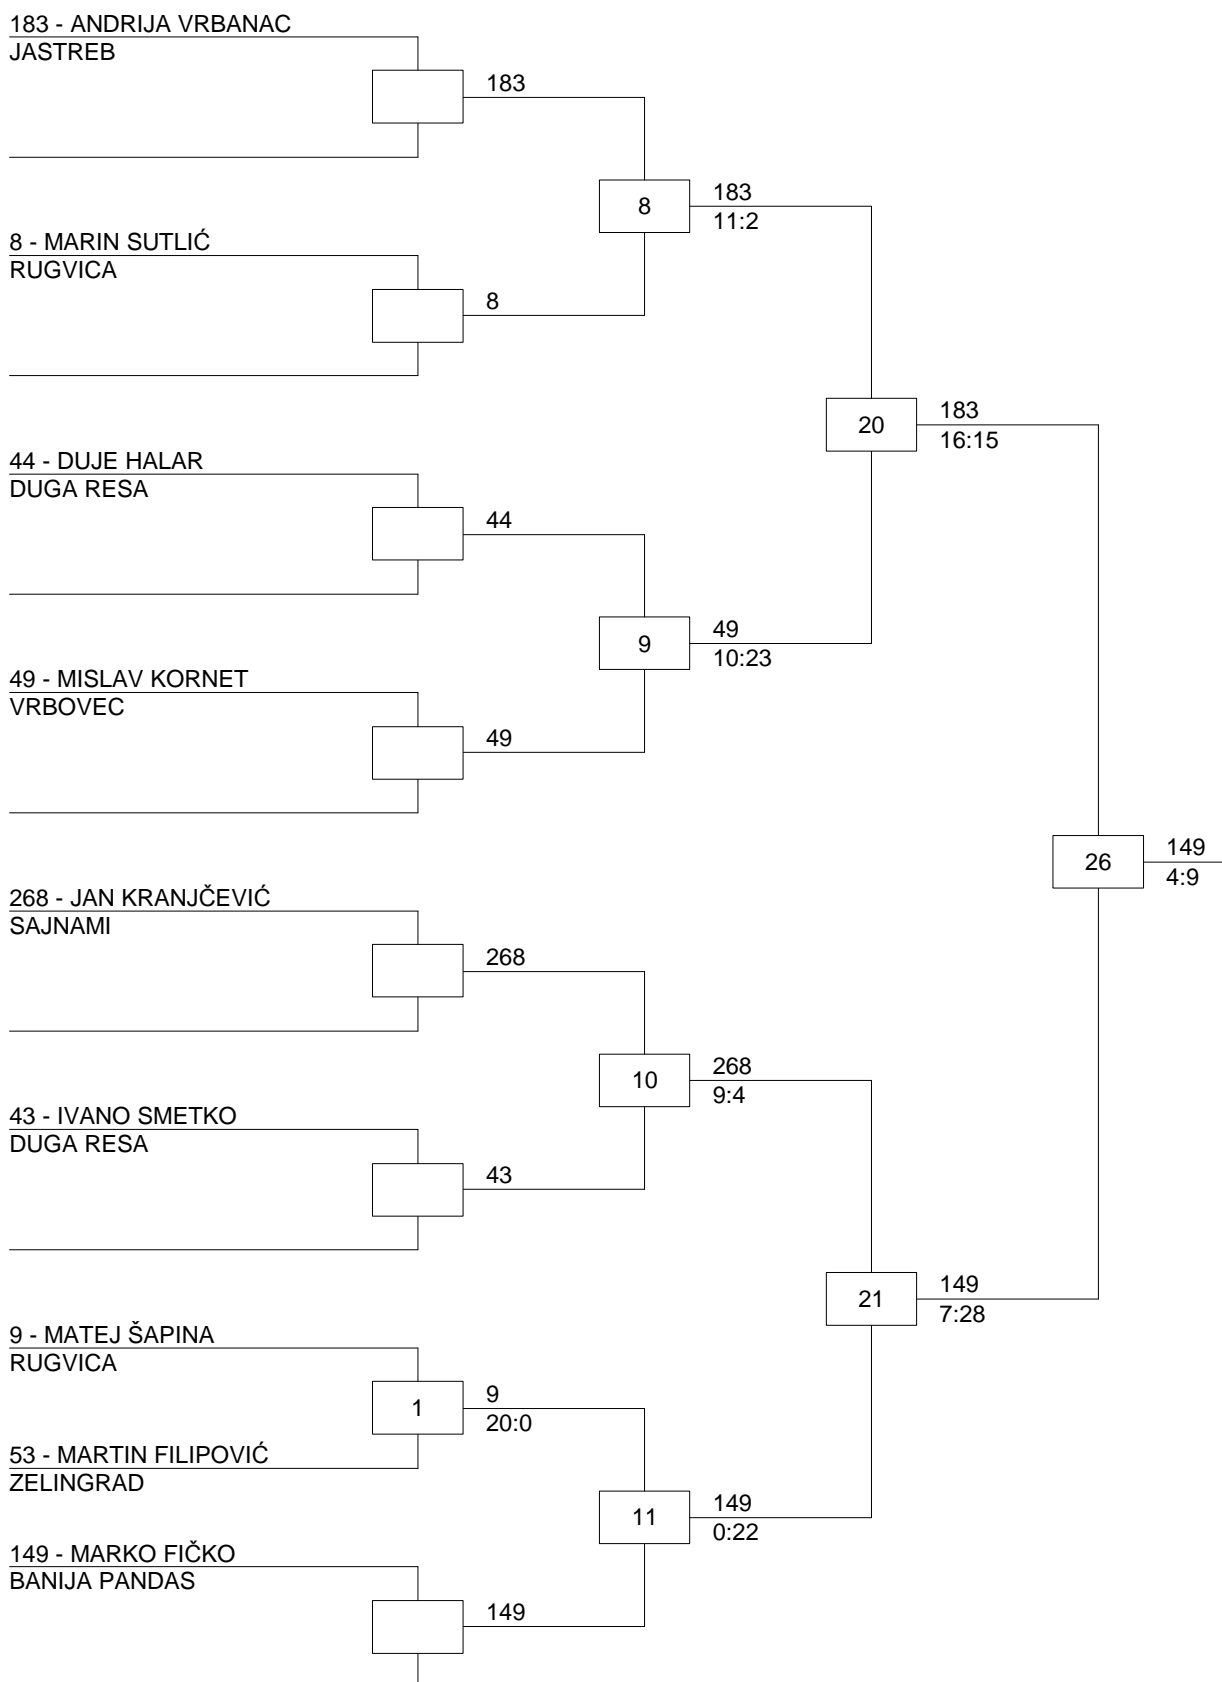 183 - ANDRIJA VRBANAC
JASTREB
183
8
183
11:2
8 - MARIN SUTLIĆ
RUGVICA
8
20
183
16:15
44 - DUJE HALAR
DUGA RESA
44
9
49
10:23
49 - MISLAV KORNET
VRBOVEC
49
26
149
4:9
268 - JAN KRANJČEVIĆ
SAJNAMI
268
10
268
9:4
43 - IVANO SMETKO
DUGA RESA
43
21
149
7:28
9 - MATEJ ŠAPINA
RUGVICA
1
9
20:0
53 - MARTIN FILIPOVIĆ
ZELINGRAD
11
149
0:22
149 - MARKO FIČKO
BANIJA PANDAS
149